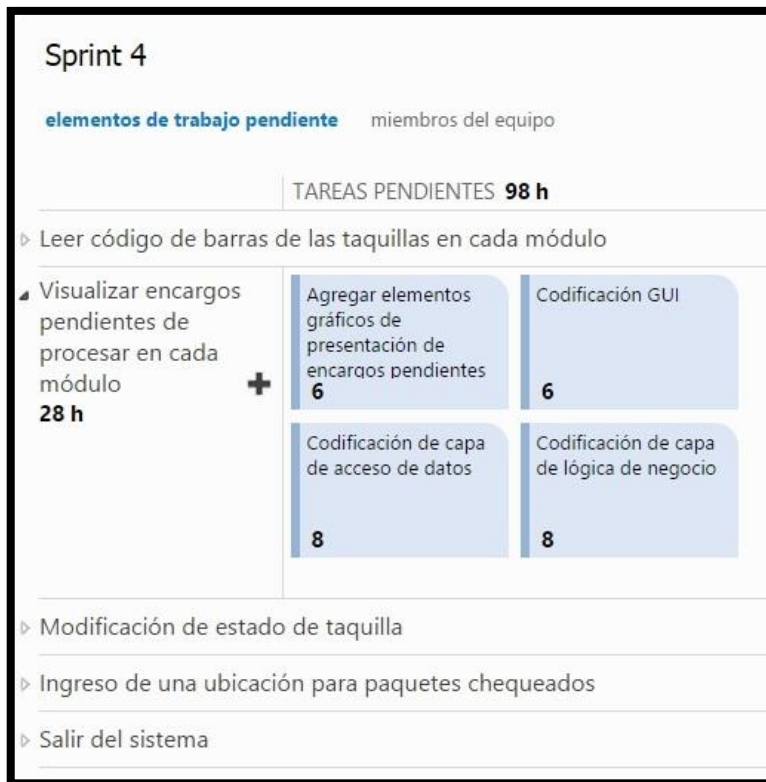 Sprint 4
elementos de trabajo pendiente miembros del equipo
TAREAS PENDIENTES 98 h
Leer código de barras de las taquillas en cada módulo
Visualizar encargos
pendientes de
procesar en cada
módulo
28 h
Agregar elementos
gráficos de
presentación de
encargos pendientes
6
Codificación GUI
6
Codificación de capa
de acceso de datos
8
Codificación de capa
de lógica de negocio
8
Modificación de estado de taquilla
Ingreso de una ubicación para paquetes chequeados
Salir del sistema